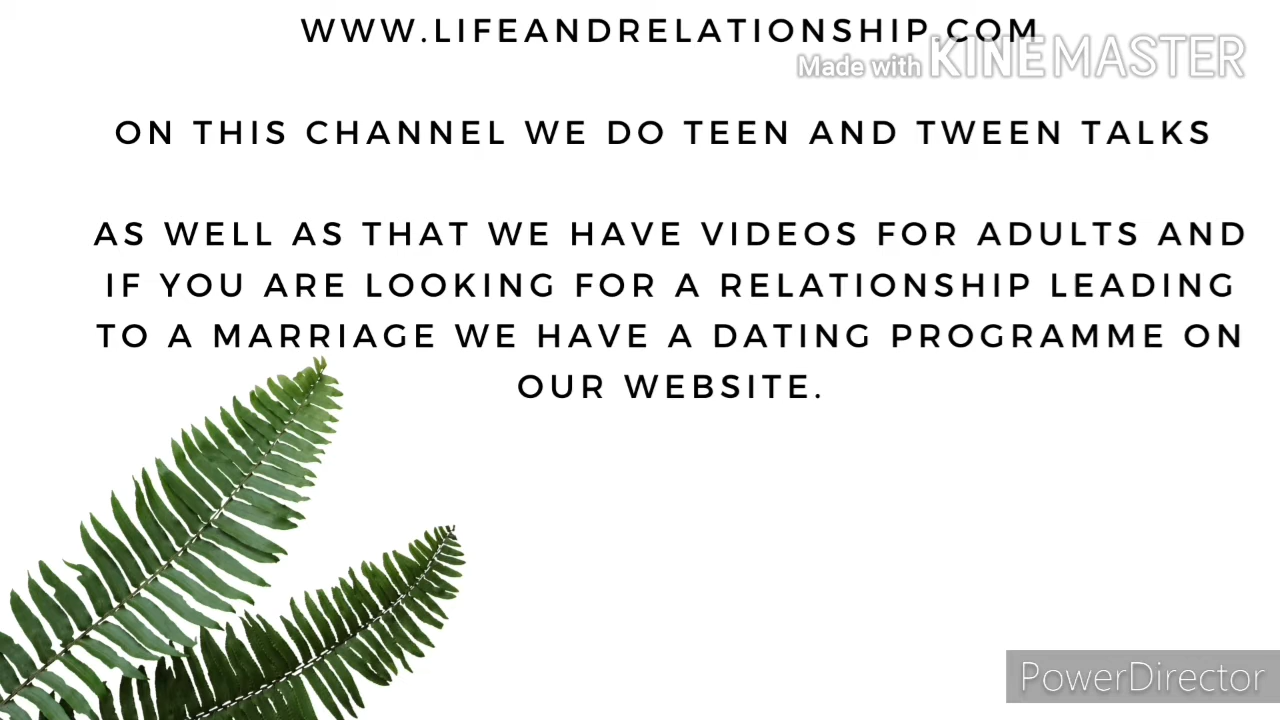 WWW.LIFEANDRELATIONSHIP.COM
Made with KINEMASTER
ON THIS CHANNEL WE DO TEEN AND TWEEN TALKS
AS WELL AS THAT WE HAVE VIDEOS FOR ADULTS AND
IF YOU ARE LOOKING FOR A RELATIONSHIP LEADING
TO A MARRIAGE WE HAVE A DATING PROGRAMME ON
OUR WEBSITE.
PowerDirector